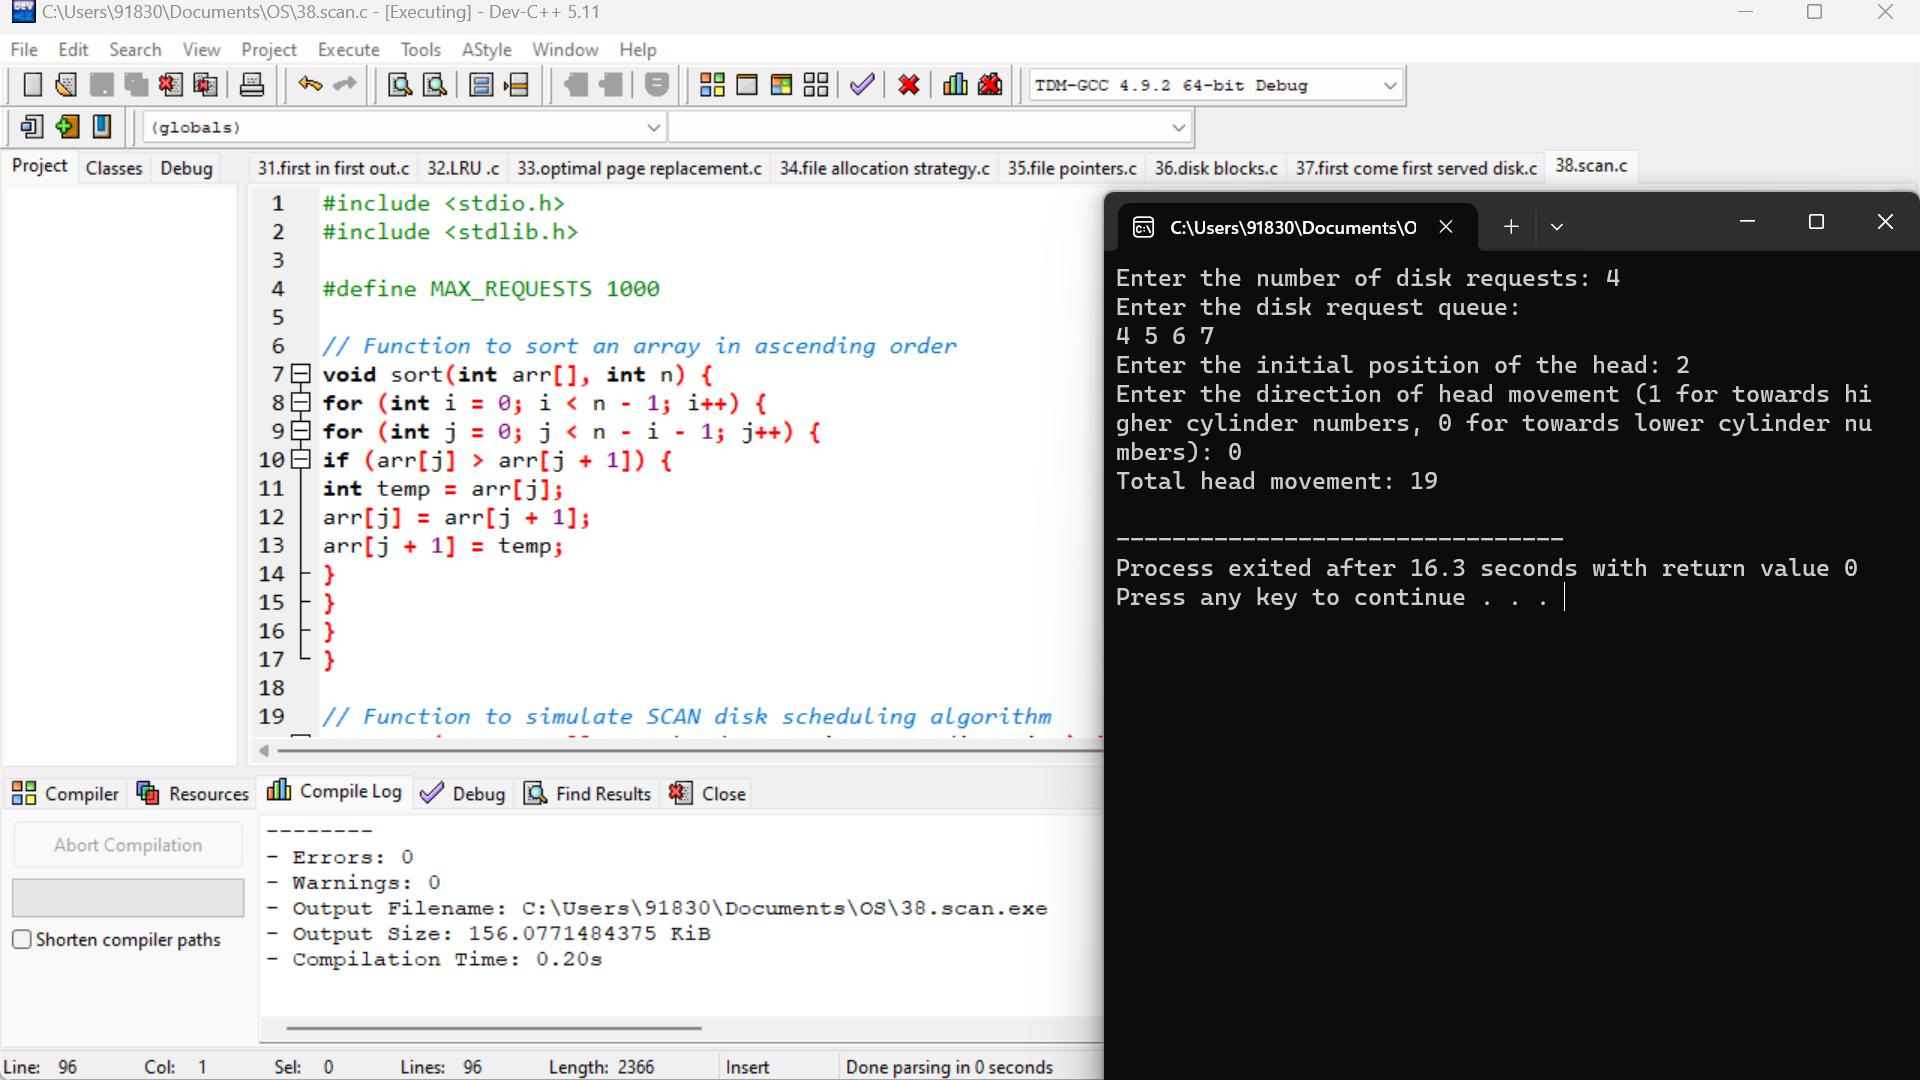 C:\Users\91830\Documents\OS\38.scan.c - [Executing] - Dev-C++ 5.11
File Edit Search View Project Execute Tools AStyle Window Help
TDM-GCC 4.9.2 64-bit Debug
(globals)
Project Classes Debug
31.first in first out.c 32.LRU .c 33.optimal page replacement.c 34.file allocation strategy.c 35.file pointers.c 36.disk blocks.c 37.first come first served disk.c 38.scan.c
1 #include <stdio.h>
2 #include <stdlib.h>
3
4 #define MAX_REQUESTS 1000
5
6 // Function to sort an array in ascending order
7 void sort(int arr[], int n) {
8 for (int i = 0; i < n - 1; i++) {
9 for (int j = 0; j < n - i - 1; j++) {
10 if (arr[j] > arr[j + 1]) {
11 int temp = arr[j];
12 arr[j] = arr[j + 1];
13 arr[j + 1] = temp;
14 }
15 }
16 }
17 }
18
19 // Function to simulate SCAN disk scheduling algorithm
C:\Users\91830\Documents\O
Enter the number of disk requests: 4
Enter the disk request queue:
4 5 6 7
Enter the initial position of the head: 2
Enter the direction of head movement (1 for towards hi
gher cylinder numbers, 0 for towards lower cylinder nu
mbers): 0
Total head movement: 19
--------------------------------
Process exited after 16.3 seconds with return value 0
Press any key to continue . . .
Compiler Resources Compile Log Debug Find Results Close
Abort Compilation
Shorten compiler paths
--------
- Errors: 0
- Warnings: 0
- Output Filename: C:\Users\91830\Documents\OS\38.scan.exe
- Output Size: 156.0771484375 KiB
- Compilation Time: 0.20s
Line: 96 Col: 1 Sel: 0 Lines: 96 Length: 2366 Insert Done parsing in 0 seconds